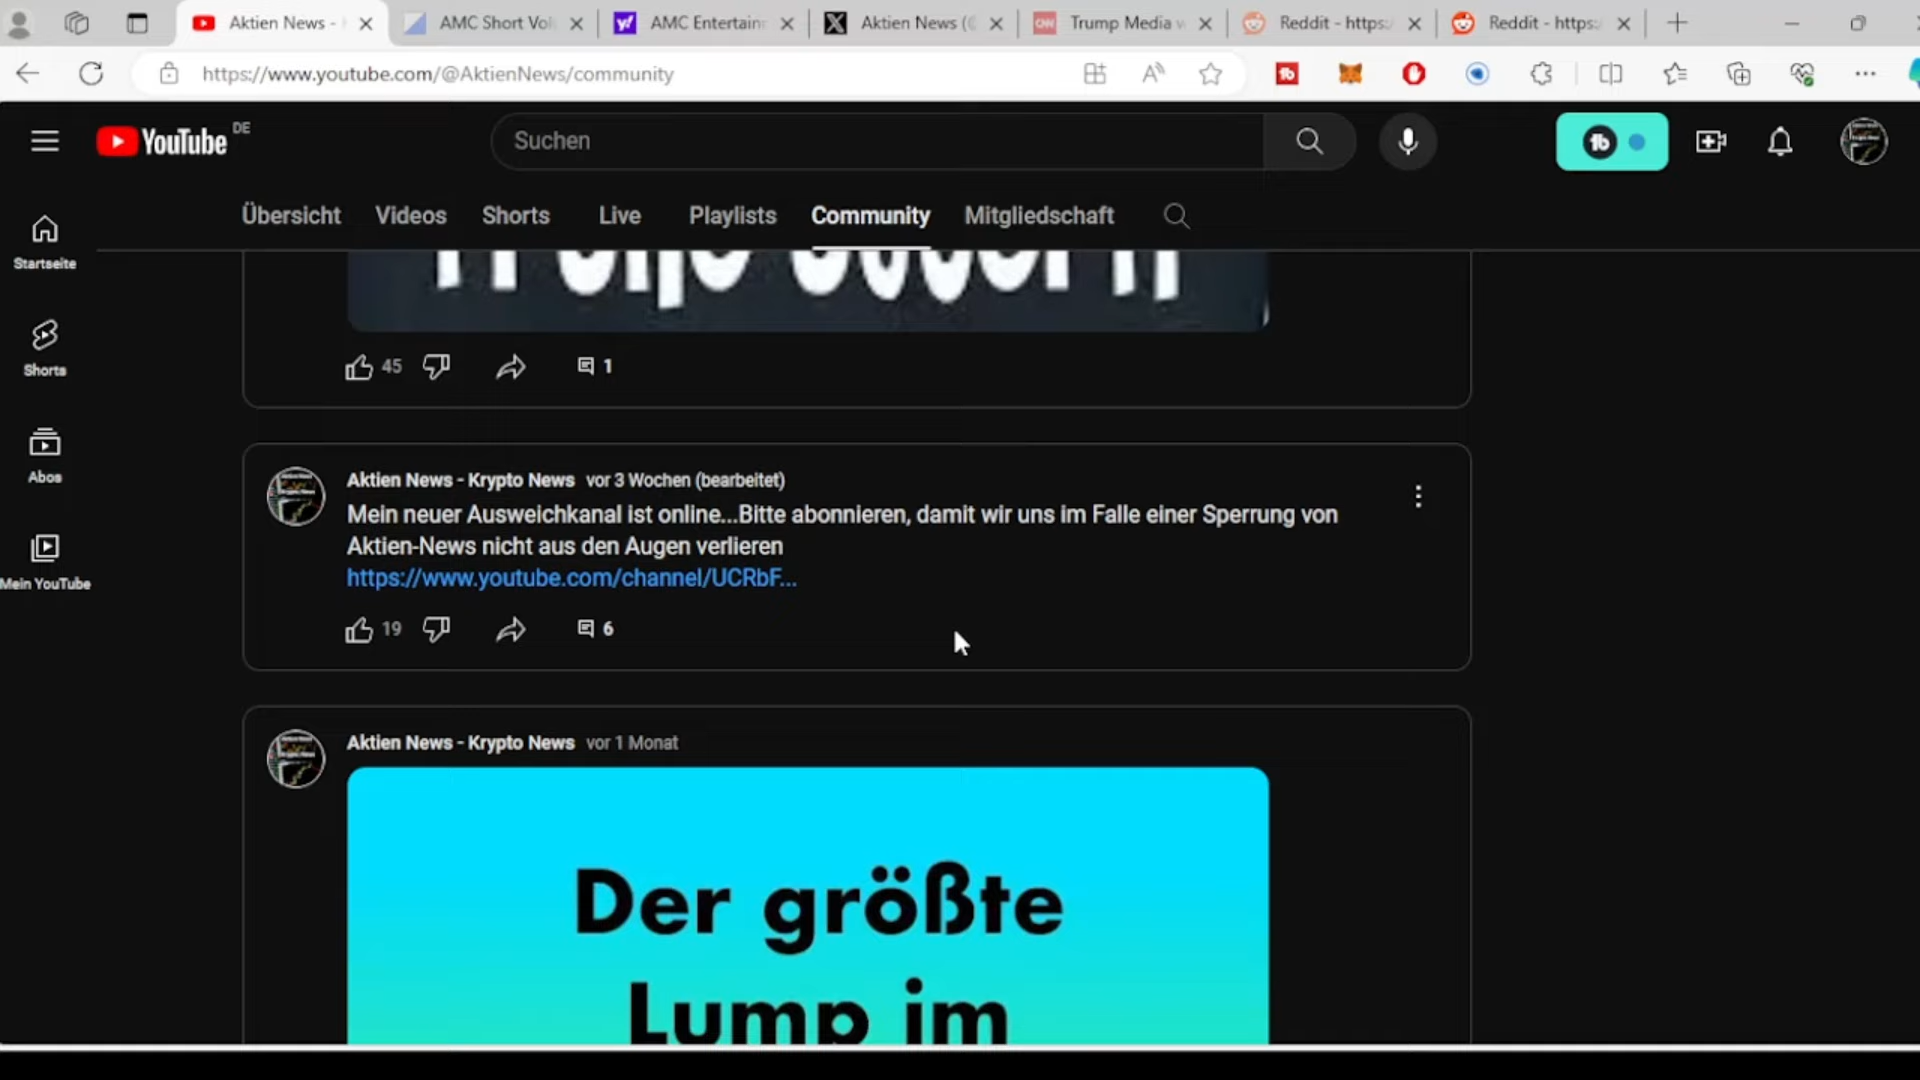 Aktien News -
AMC Short Vol
AMC Entertainm
Aktien News ((
Trump Media w
Reddit - https:
Reddit - https:
https://www.youtube.com/@AktienNews/community
YouTube DE
Suchen
Übersicht
Videos
Shorts
Live
Playlists
Community
Mitgliedschaft
Startseite
Shorts
Abos
Mein YouTube
45
1
Aktien News - Krypto News vor 3 Wochen (bearbeitet)
Mein neuer Ausweichkanal ist online...Bitte abonnieren, damit wir uns im Falle einer Sperrung von
Aktien-News nicht aus den Augen verlieren
https://www.youtube.com/channel/UCRbF...
19
6
Aktien News - Krypto News vor 1 Monat
Der größte
Lump im